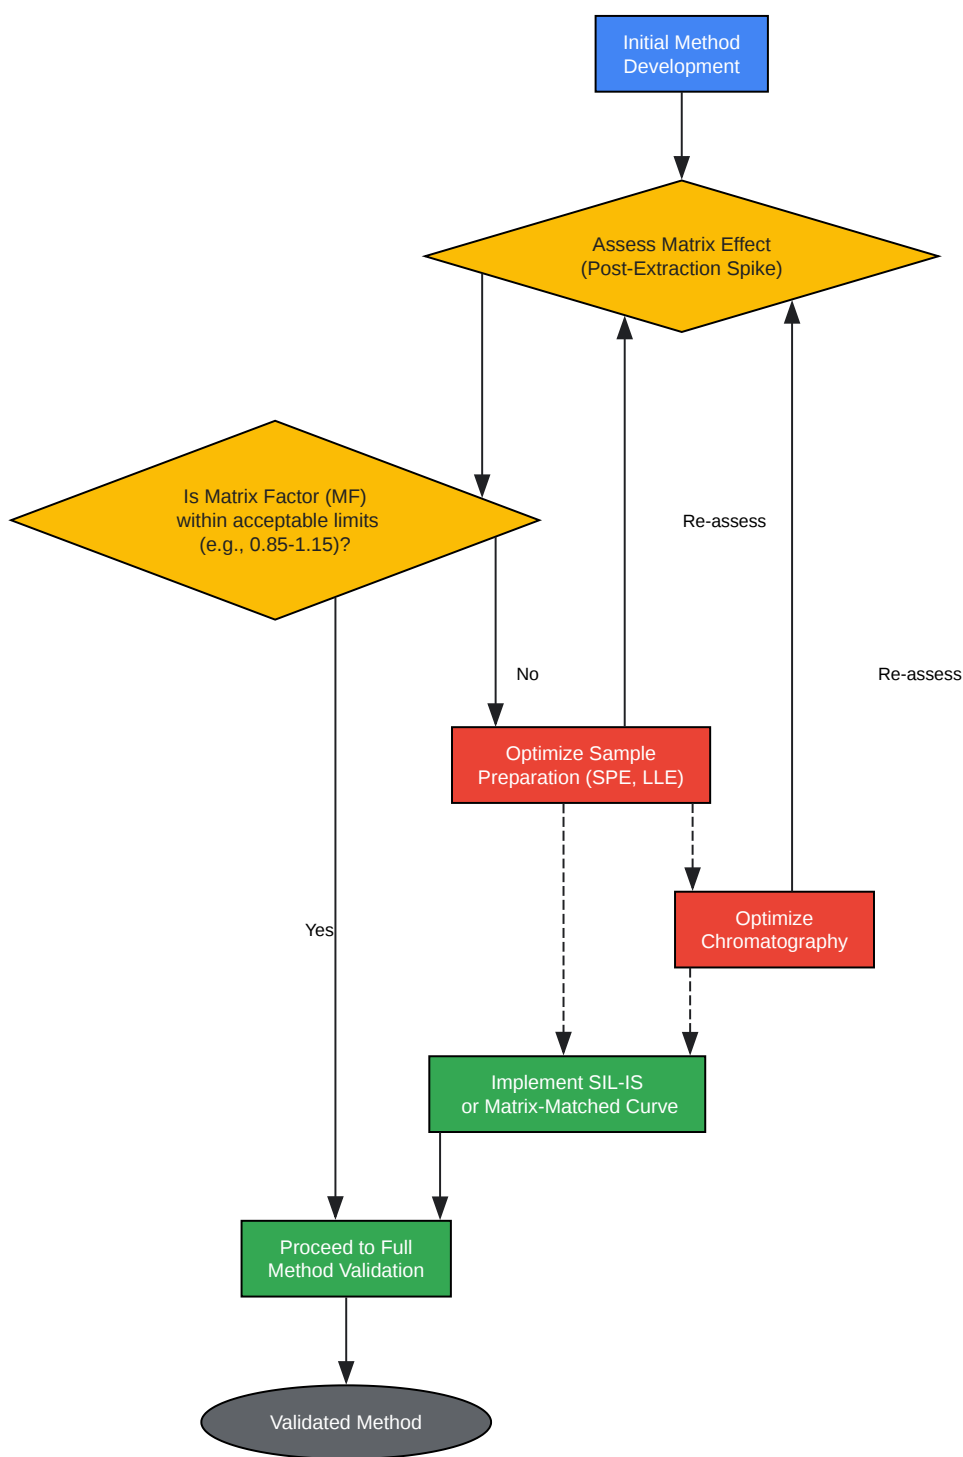 Initial Method
Development
Assess Matrix Effect
(Post-Extraction Spike)
Is Matrix Factor (MF)
within acceptable limits
(e.g., 0.85-1.15)?
Re-assess
No
Re-assess
Optimize Sample
Preparation (SPE, LLE)
Yes
Optimize
Chromatography
Implement SIL-IS
or Matrix-Matched Curve
Proceed to Full
Method Validation
Validated Method